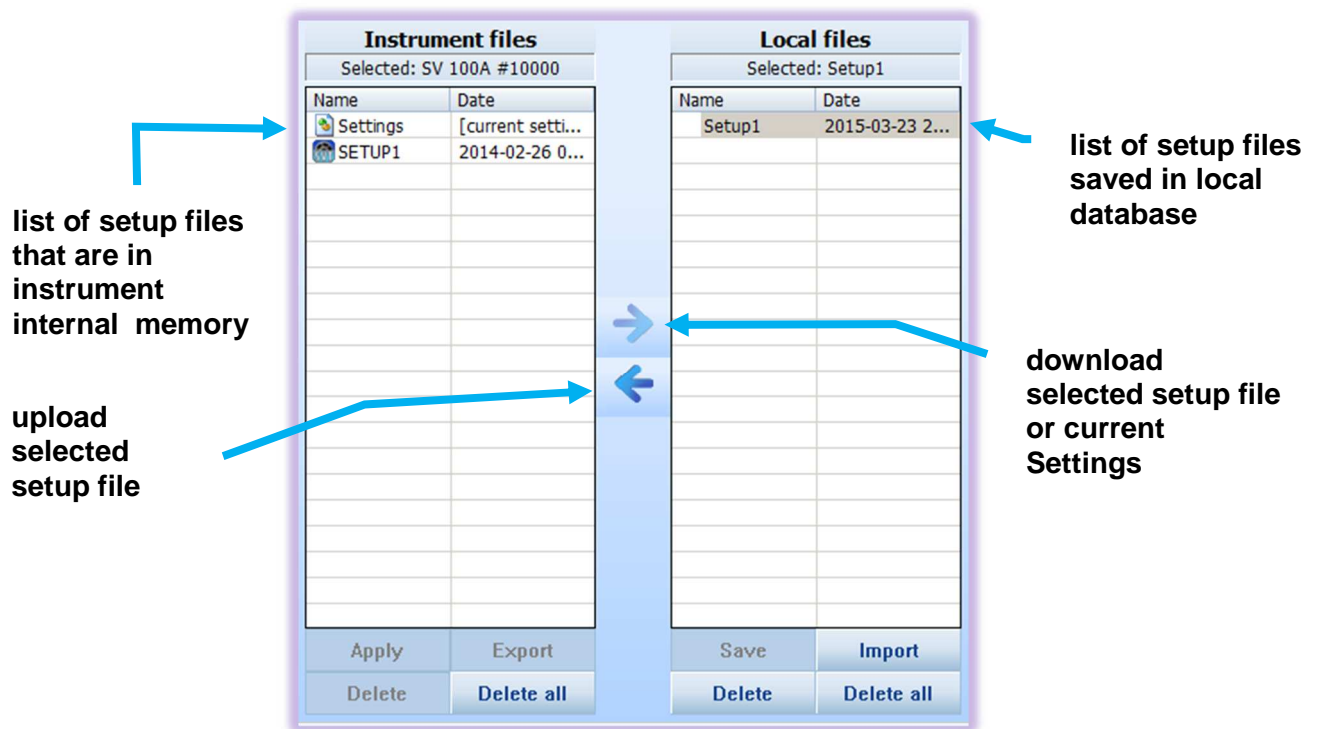 Instrument files
Selected: SV 100A #10000
Name Date
Settings [current setti...
SETUP1 2014-02-26 0...
Apply Export
Delete Delete all
Local files
Selected: Setup1
Name Date
Setup1 2015-03-23 2...
Save Import
Delete Delete all
list of setup files
that are in
instrument
internal memory
upload
selected
setup file
list of setup files
saved in local
database
download
selected setup file
or current
Settings